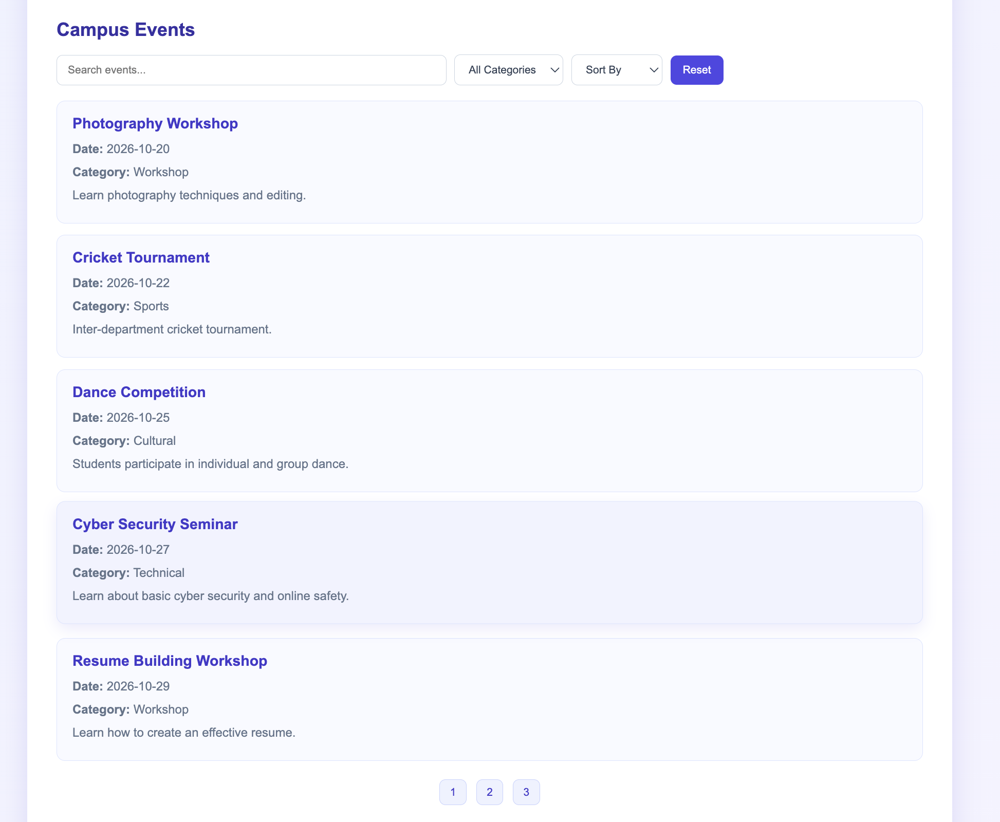 Campus Events
Search events... All Categories Sort By Reset
Photography Workshop
Date: 2026-10-20
Category: Workshop
Learn photography techniques and editing.
Cricket Tournament
Date: 2026-10-22
Category: Sports
Inter-department cricket tournament.
Dance Competition
Date: 2026-10-25
Category: Cultural
Students participate in individual and group dance.
Cyber Security Seminar
Date: 2026-10-27
Category: Technical
Learn about basic cyber security and online safety.
Resume Building Workshop
Date: 2026-10-29
Category: Workshop
Learn how to create an effective resume.
1 2 3